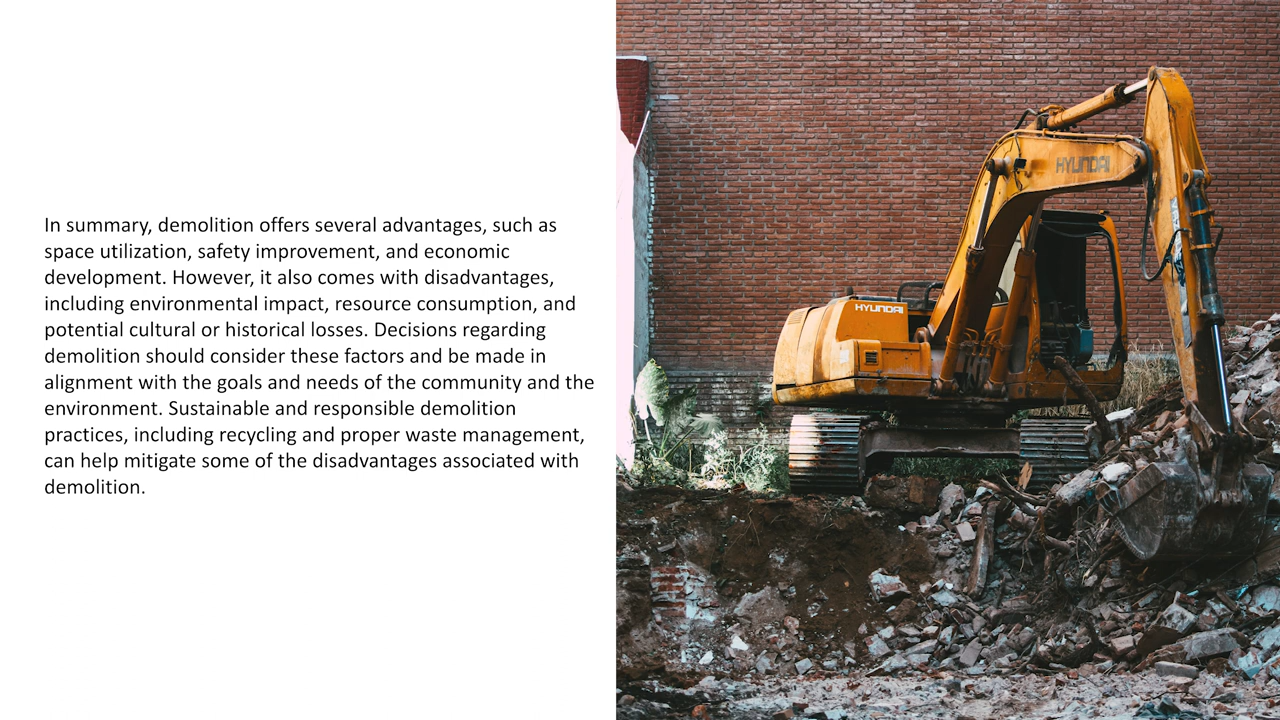 In summary, demolition offers several advantages, such as
space utilization, safety improvement, and economic
development. However, it also comes with disadvantages,
including environmental impact, resource consumption, and
potential cultural or historical losses. Decisions regarding
demolition should consider these factors and be made in
alignment with the goals and needs of the community and the
environment. Sustainable and responsible demolition
practices, including recycling and proper waste management,
can help mitigate some of the disadvantages associated with
demolition.
HYUNDAI
HYUNDAI